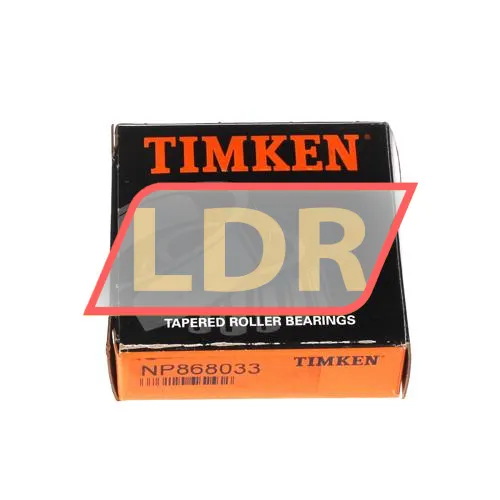 TIMKEN
LDR
TAPERED ROLLER BEARINGS
NP868033 TIMKEN